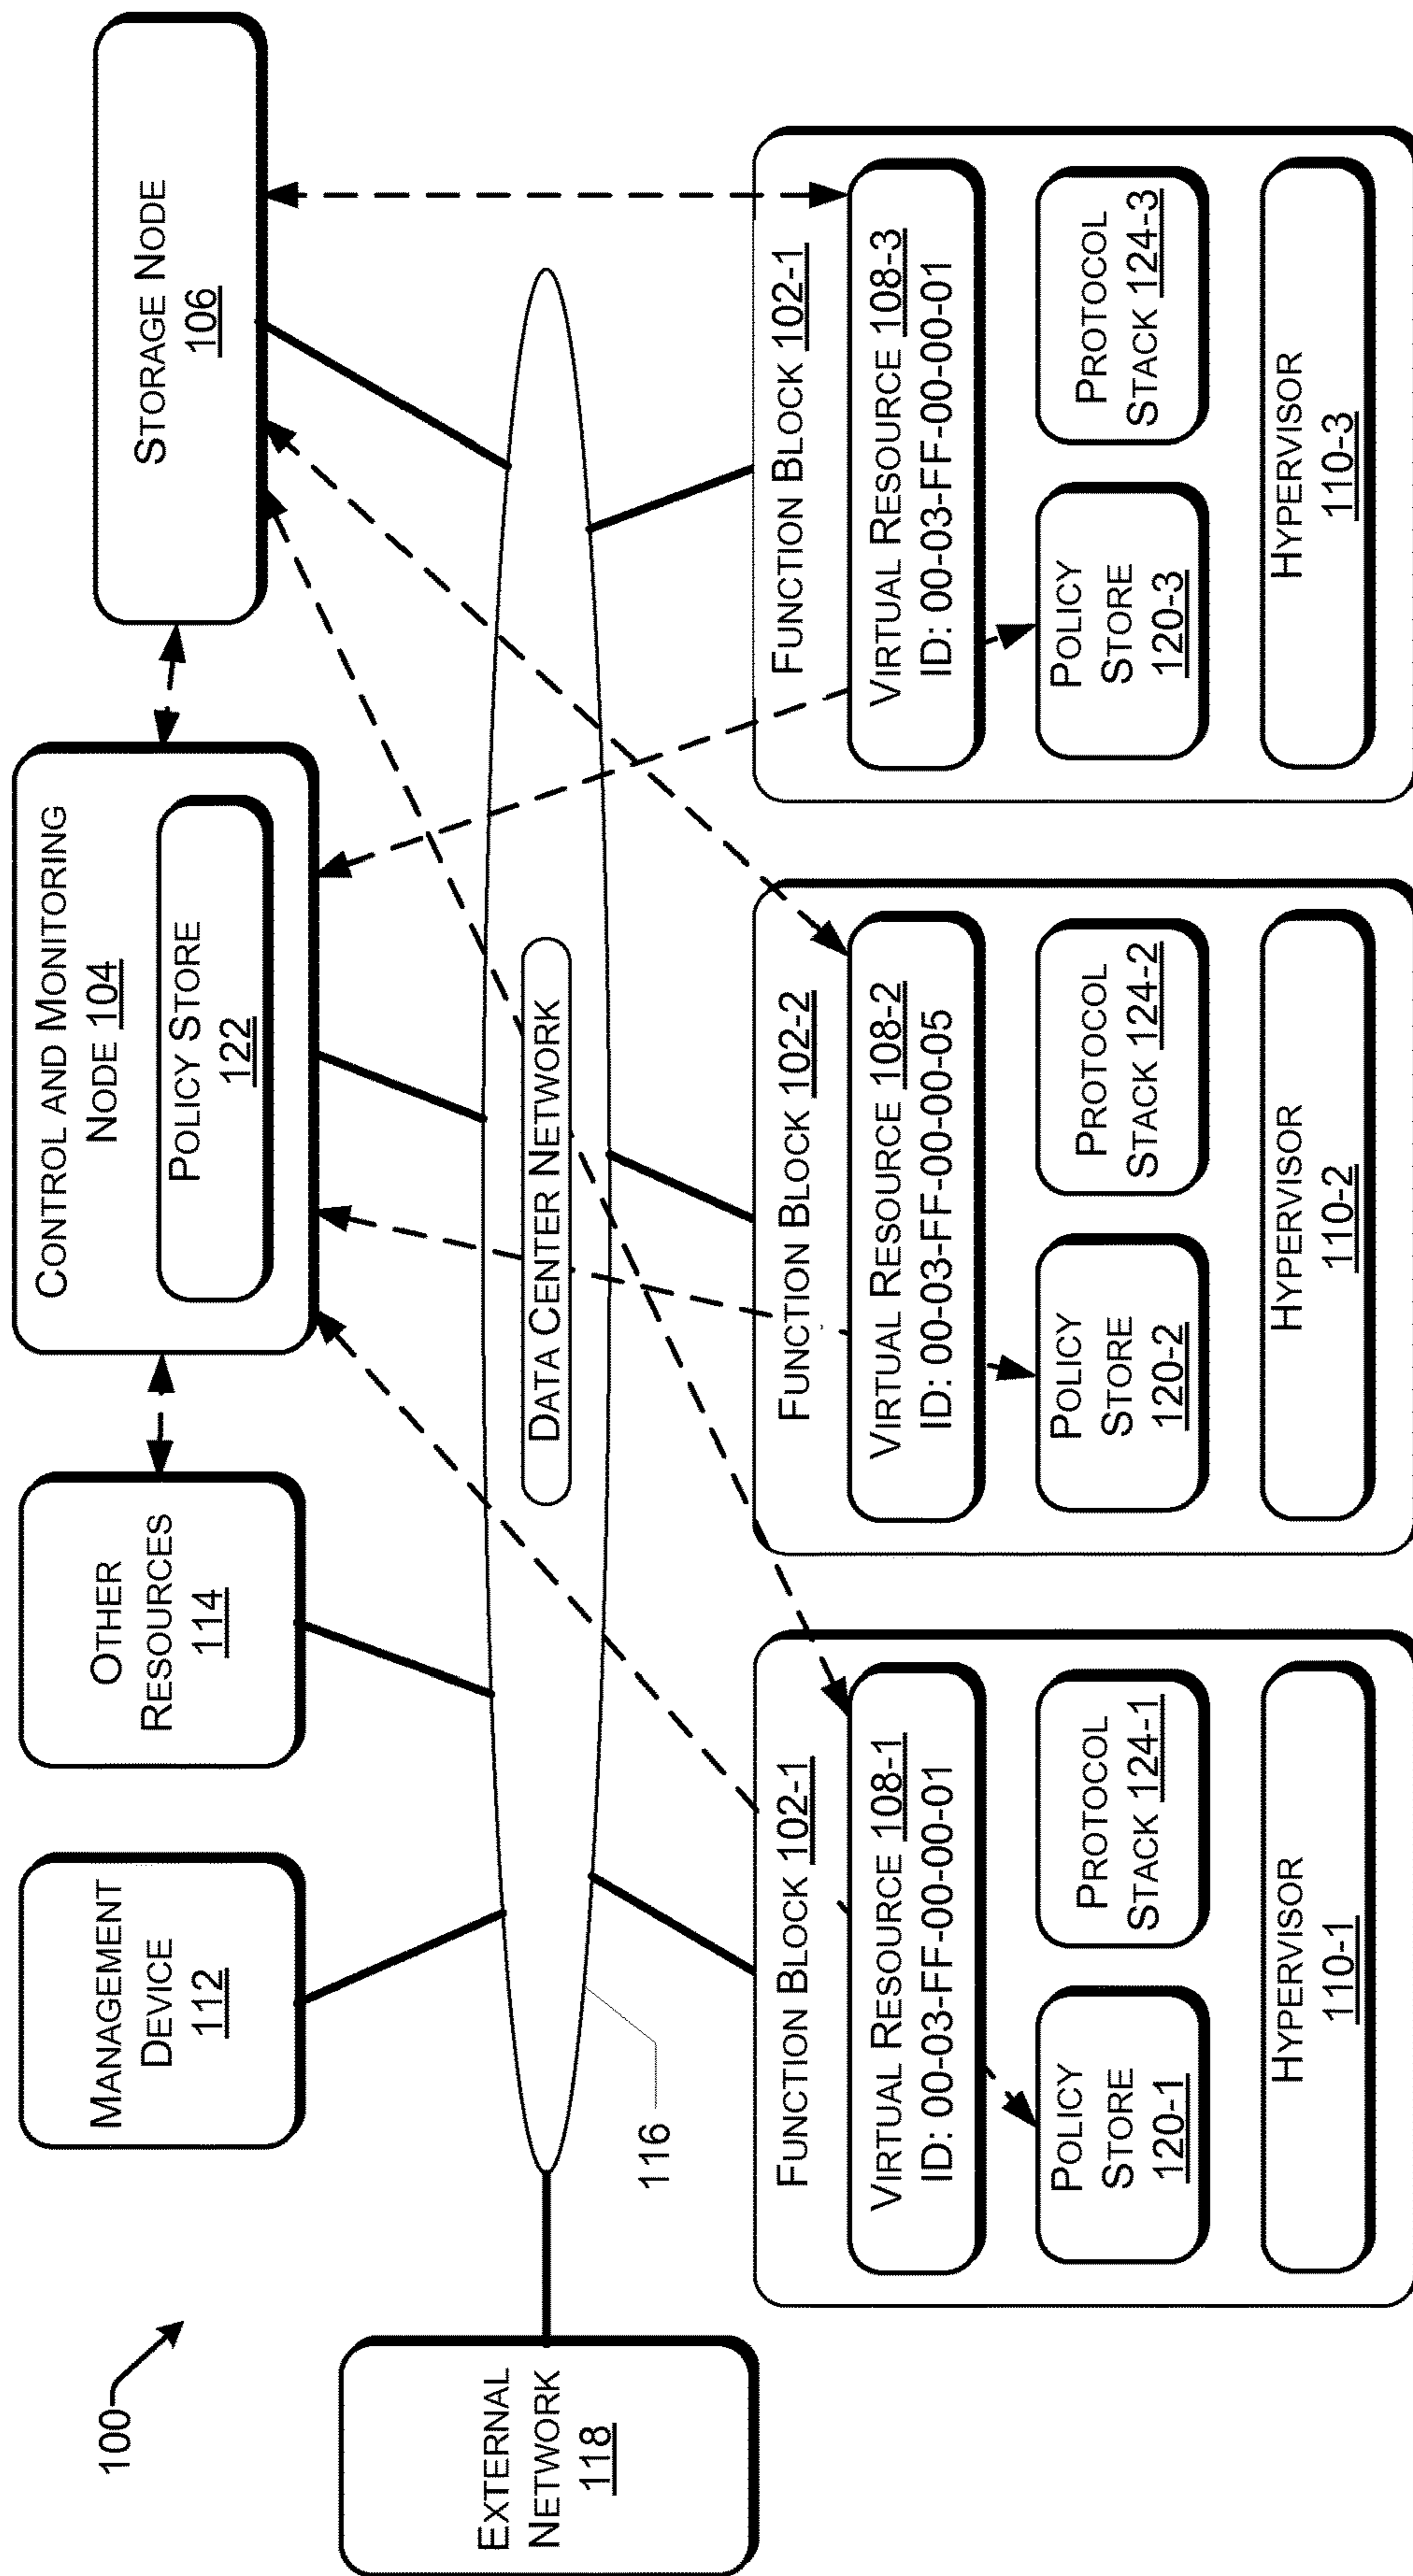 100
MANAGEMENT
DEVICE
112
OTHER
RESOURCES
114
CONTROL AND MONITORING
NODE 104
POLICY STORE
122
STORAGE NODE
106
EXTERNAL
NETWORK
118
DATA CENTER NETWORK
116
FUNCTION BLOCK 102-1
VIRTUAL RESOURCE 108-1
ID: 00-03-FF-00-00-01
POLICY
STORE
120-1
PROTOCOL
STACK 124-1
HYPERVISOR
110-1
FUNCTION BLOCK 102-2
VIRTUAL RESOURCE 108-2
ID: 00-03-FF-00-00-05
POLICY
STORE
120-2
PROTOCOL
STACK 124-2
HYPERVISOR
110-2
FUNCTION BLOCK 102-1
VIRTUAL RESOURCE 108-3
ID: 00-03-FF-00-00-01
POLICY
STORE
120-3
PROTOCOL
STACK 124-3
HYPERVISOR
110-3